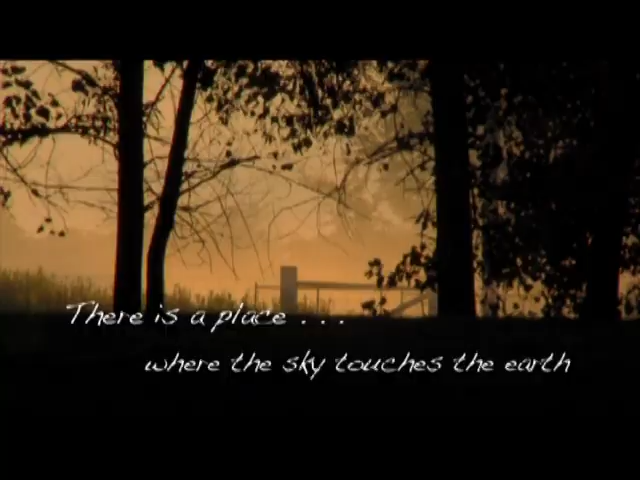 There is a place . . .
where the sky touches the earth